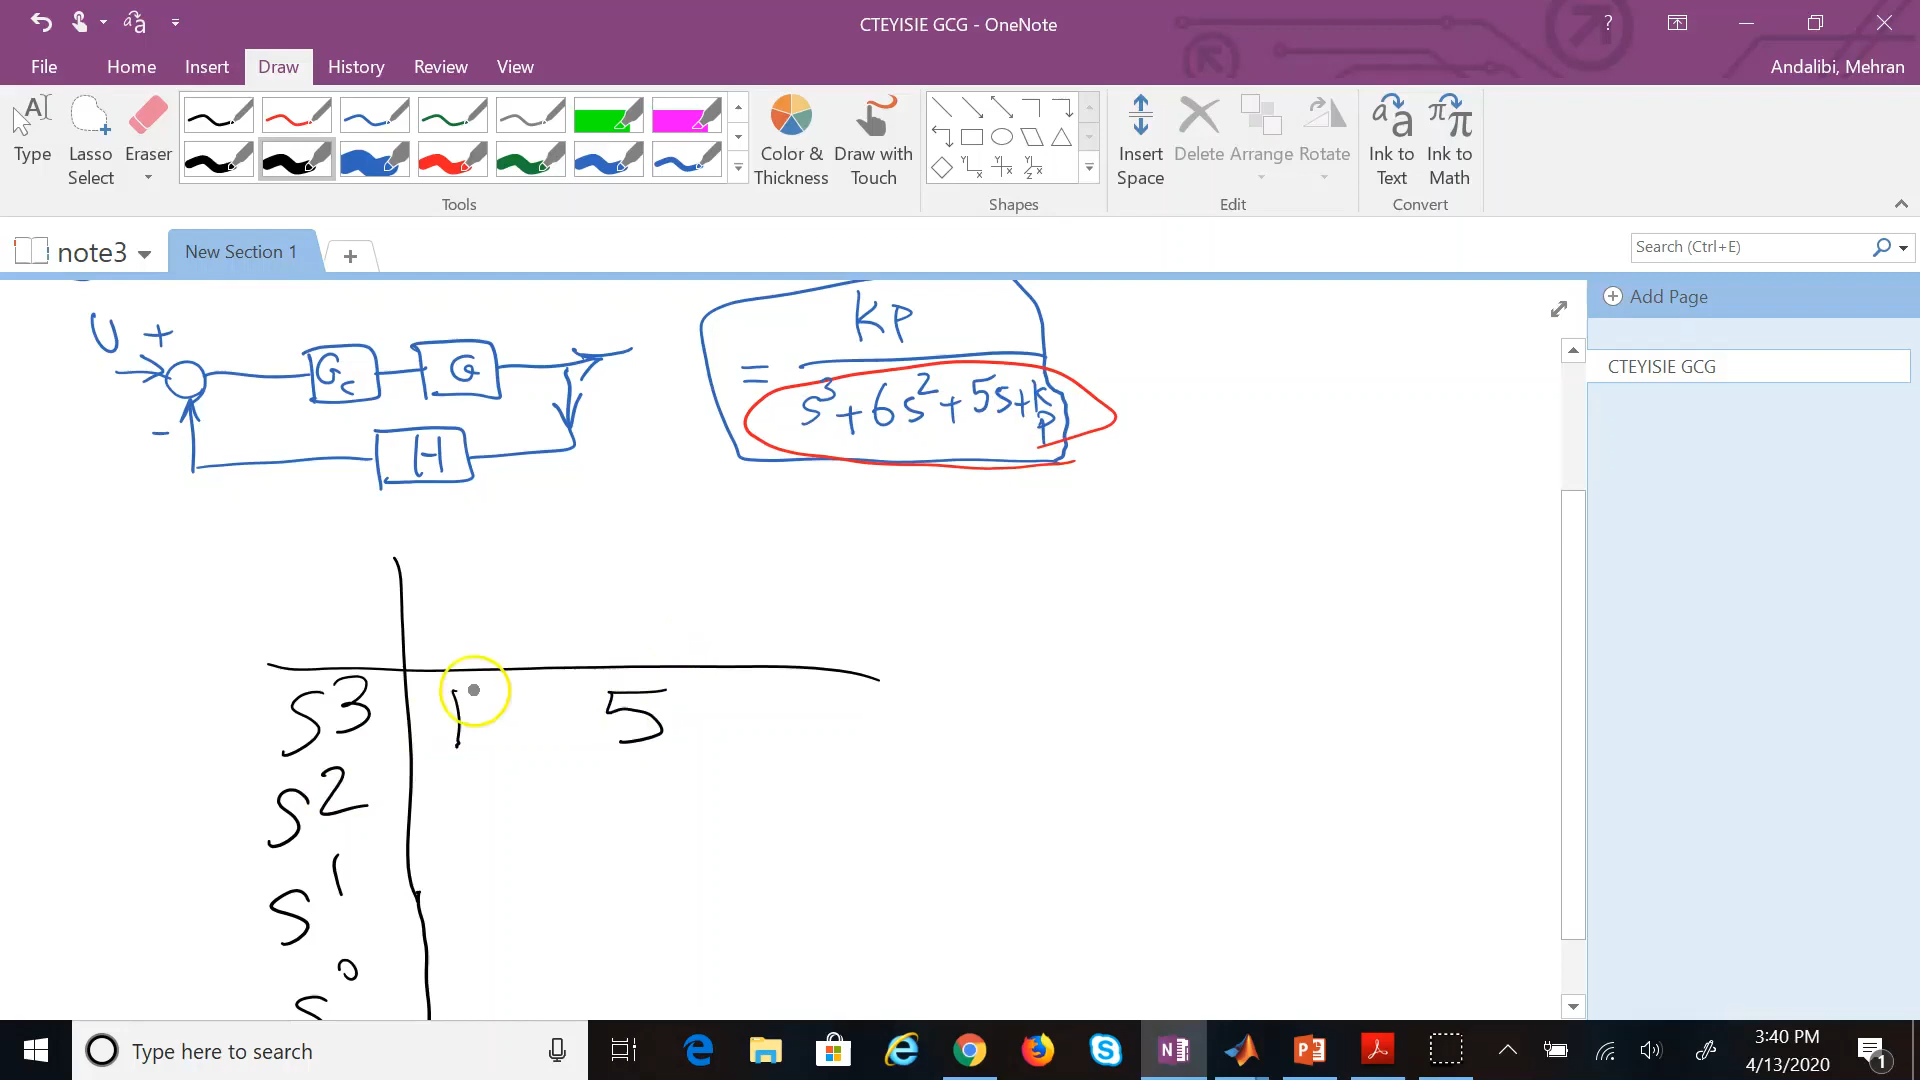 CTEYISIE GCG - OneNote
?
Andalibi, Mehran
File Home Insert Draw History Review View
Type
Lasso Select
Eraser
Color & Thickness
Draw with Touch
Insert Space
Delete
Arrange
Rotate
Ink to Text
Ink to Math
Tools
Shapes
Edit
Convert
note3
New Section 1
+
Search (Ctrl+E)
Add Page
CTEYISIE GCG
U +
Gc
G
-
H
KP
= s³ + 6s² + 5s + kp
s³ 1 5
s²
s¹
s⁰
Type here to search
3:40 PM
4/13/2020
1